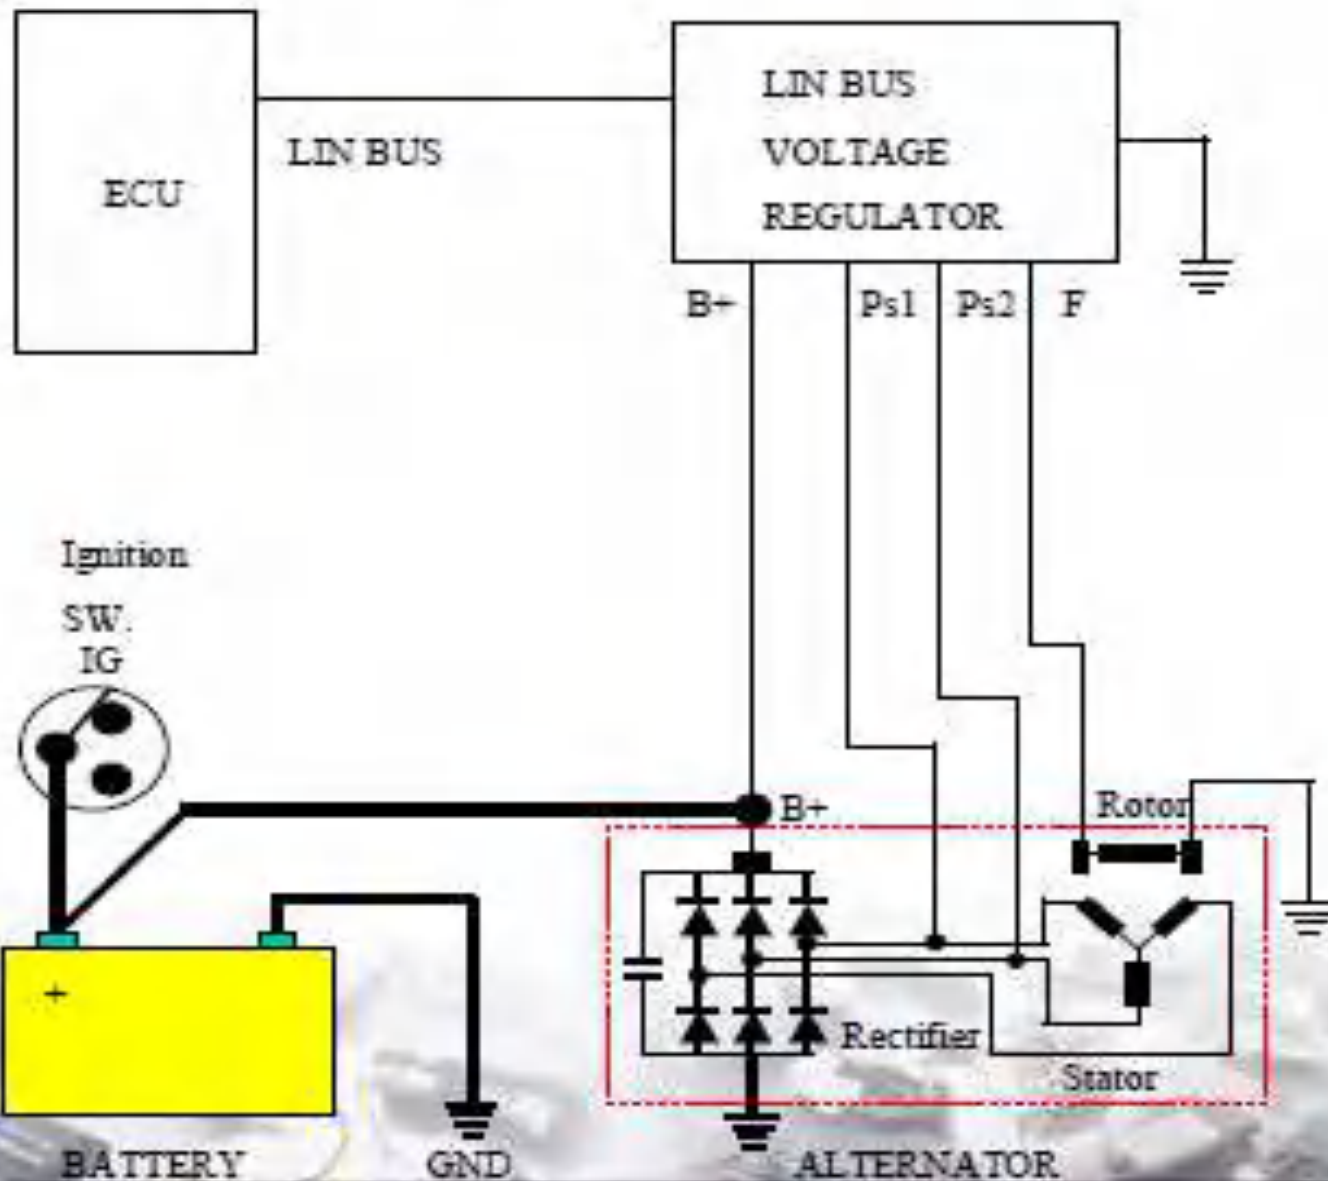 LIN BUS
VOLTAGE
REGULATOR
LIN BUS
ECU
B+
Ps1
Ps2
F
Ignition
SW.
IG
B+
Rotor
+
Rectifier
Stator
BATTERY
GND
ALTERNATOR